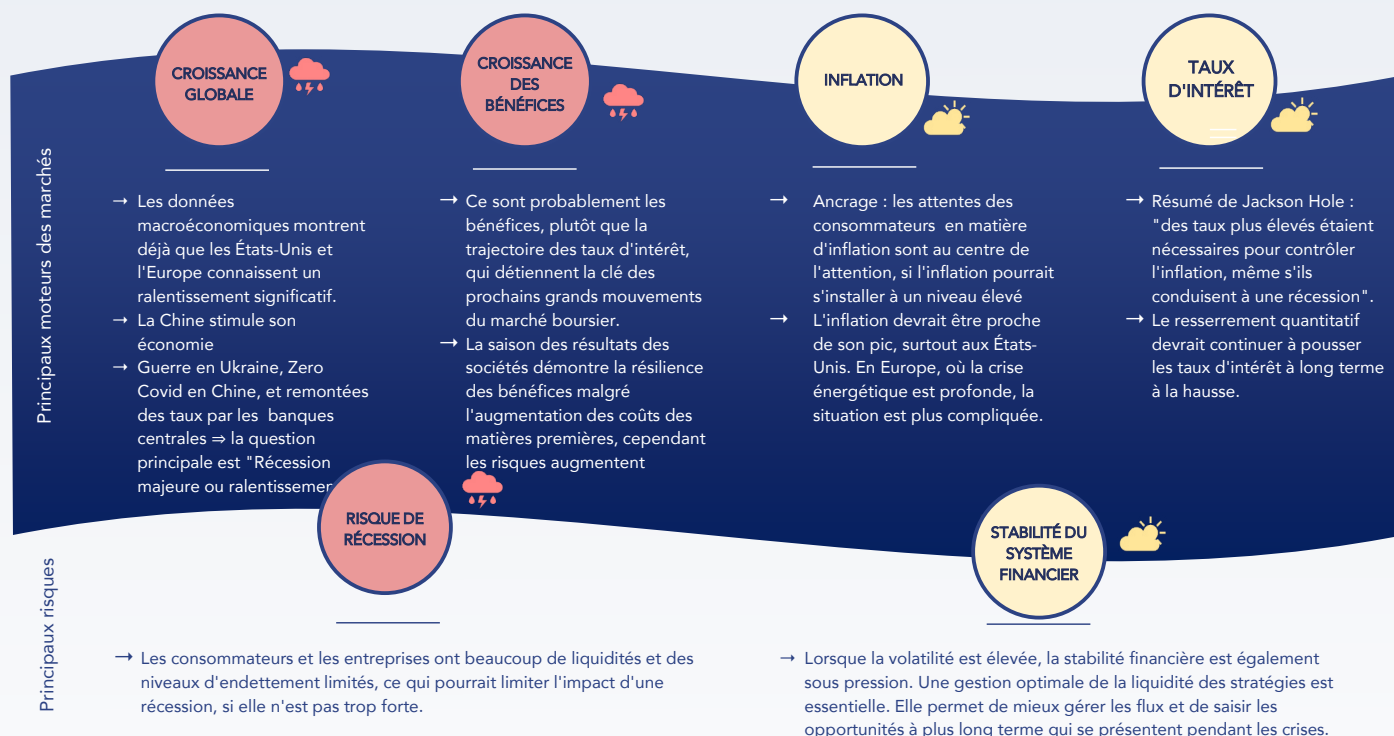 Principaux moteurs des marchés
CROISSANCE
GLOBALE
→ Les données
macroéconomiques montrent
déjà que les États-Unis et
l'Europe connaissent un
ralentissement significatif.
→ La Chine stimule son
économie
→ Guerre en Ukraine, Zero
Covid en Chine, et remontées
des taux par les banques
centrales ⇒ la question
principale est "Récession
majeure ou
CROISSANCE
DES
BÉNÉFICES
→ Ce sont probablement les
bénéfices, plutôt que la
trajectoire des taux d'intérêt,
qui détiennent la clé des
prochains grands mouvements
du marché boursier.
→ La saison des résultats des
sociétés démontre la résilience
des bénéfices malgré
l'augmentation des coûts des
matières premières, cependant
les risques augmentent
INFLATION
→ Ancrage : les attentes des
consommateurs en matière
d'inflation sont au centre de
l'attention, si l'inflation pourrait
s'installer à un niveau élevé
→ L'inflation devrait être proche
de son pic, surtout aux États-
Unis. En Europe, où la crise
énergétique est profonde, la
situation est plus compliquée.
TAUX
D'INTÉRÊT
→ Résumé de Jackson Hole :
"des taux plus élevés étaient
nécessaires pour contrôler
l'inflation, même s'ils
conduisent à une récession".
→ Le resserrement quantitatif
devrait continuer à pousser
les taux d'intérêt à long terme
à la hausse.
Principaux risques
RISQUE DE
RÉCESSION
→ Les consommateurs et les entreprises ont beaucoup de liquidités et des
niveaux d'endettement limités, ce qui pourrait limiter l'impact d'une
récession, si elle n'est pas trop forte.
STABILITÉ DU
SYSTÈME
FINANCIER
→ Lorsque la volatilité est élevée, la stabilité financière est également
sous pression. Une gestion optimale de la liquidité des stratégies est
essentielle. Elle permet de mieux gérer les flux et de saisir les
opportunités à plus long terme qui se présentent pendant les crises.